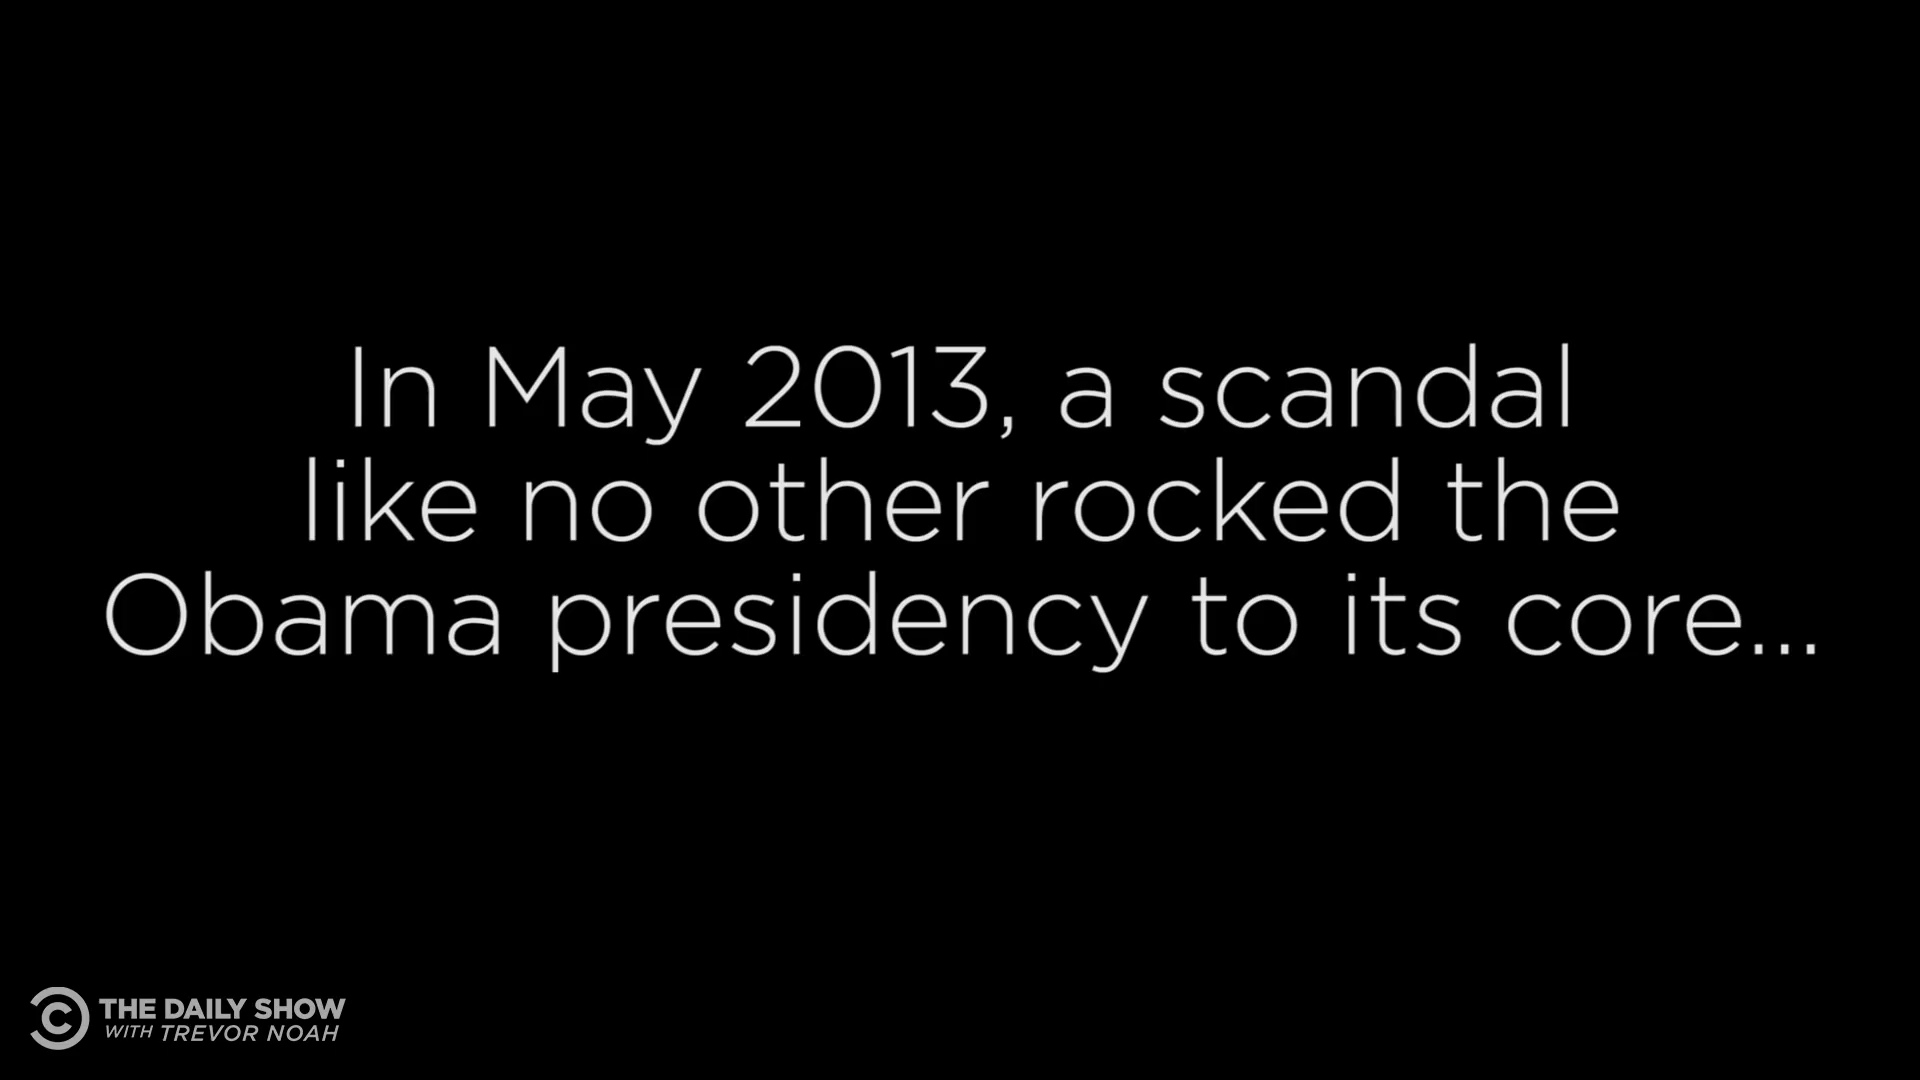 In May 2013, a scandal
like no other rocked the
Obama presidency to its core...
THE DAILY SHOW
WITH TREVOR NOAH